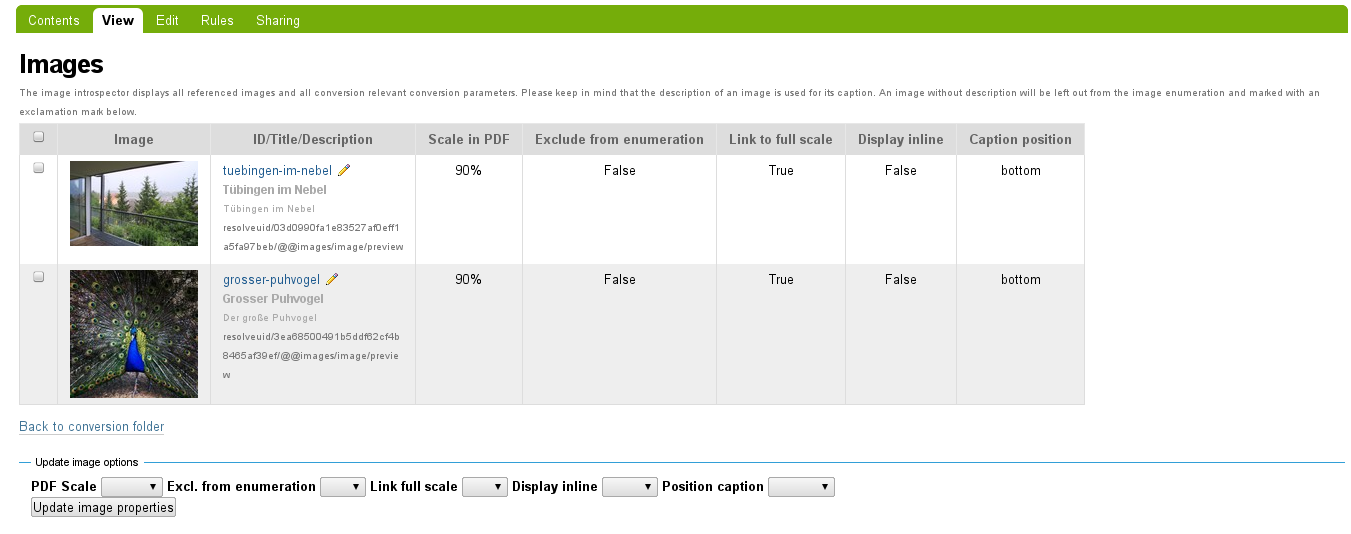 Contents View Edit Rules Sharing
Images
The image introspector displays all referenced images and all conversion relevant conversion parameters. Please keep in mind that the description of an image is used for its caption. An image without description will be left out from the image enumeration and marked with an
exclamation mark below.
Image ID/Title/Description Scale in PDF Exclude from enumeration Link to full scale Display inline Caption position
tuebingen-im-nebel 90% False True False bottom
Tübingen im Nebel
Tübingen im Nebel
resolveuid/03d0990fa1e83527af0eff1
a5fa97beb/@@images/image/preview
grosser-puhvogel 90% False True False bottom
Grosser Puhvogel
Der große Puhvogel
resolveuid/3ea68500491b5ddf62cf4b
8465af39ef/@@images/image/previe
w
Back to conversion folder
Update image options
PDF Scale Excl. from enumeration Link full scale Display inline Position caption
Update image properties